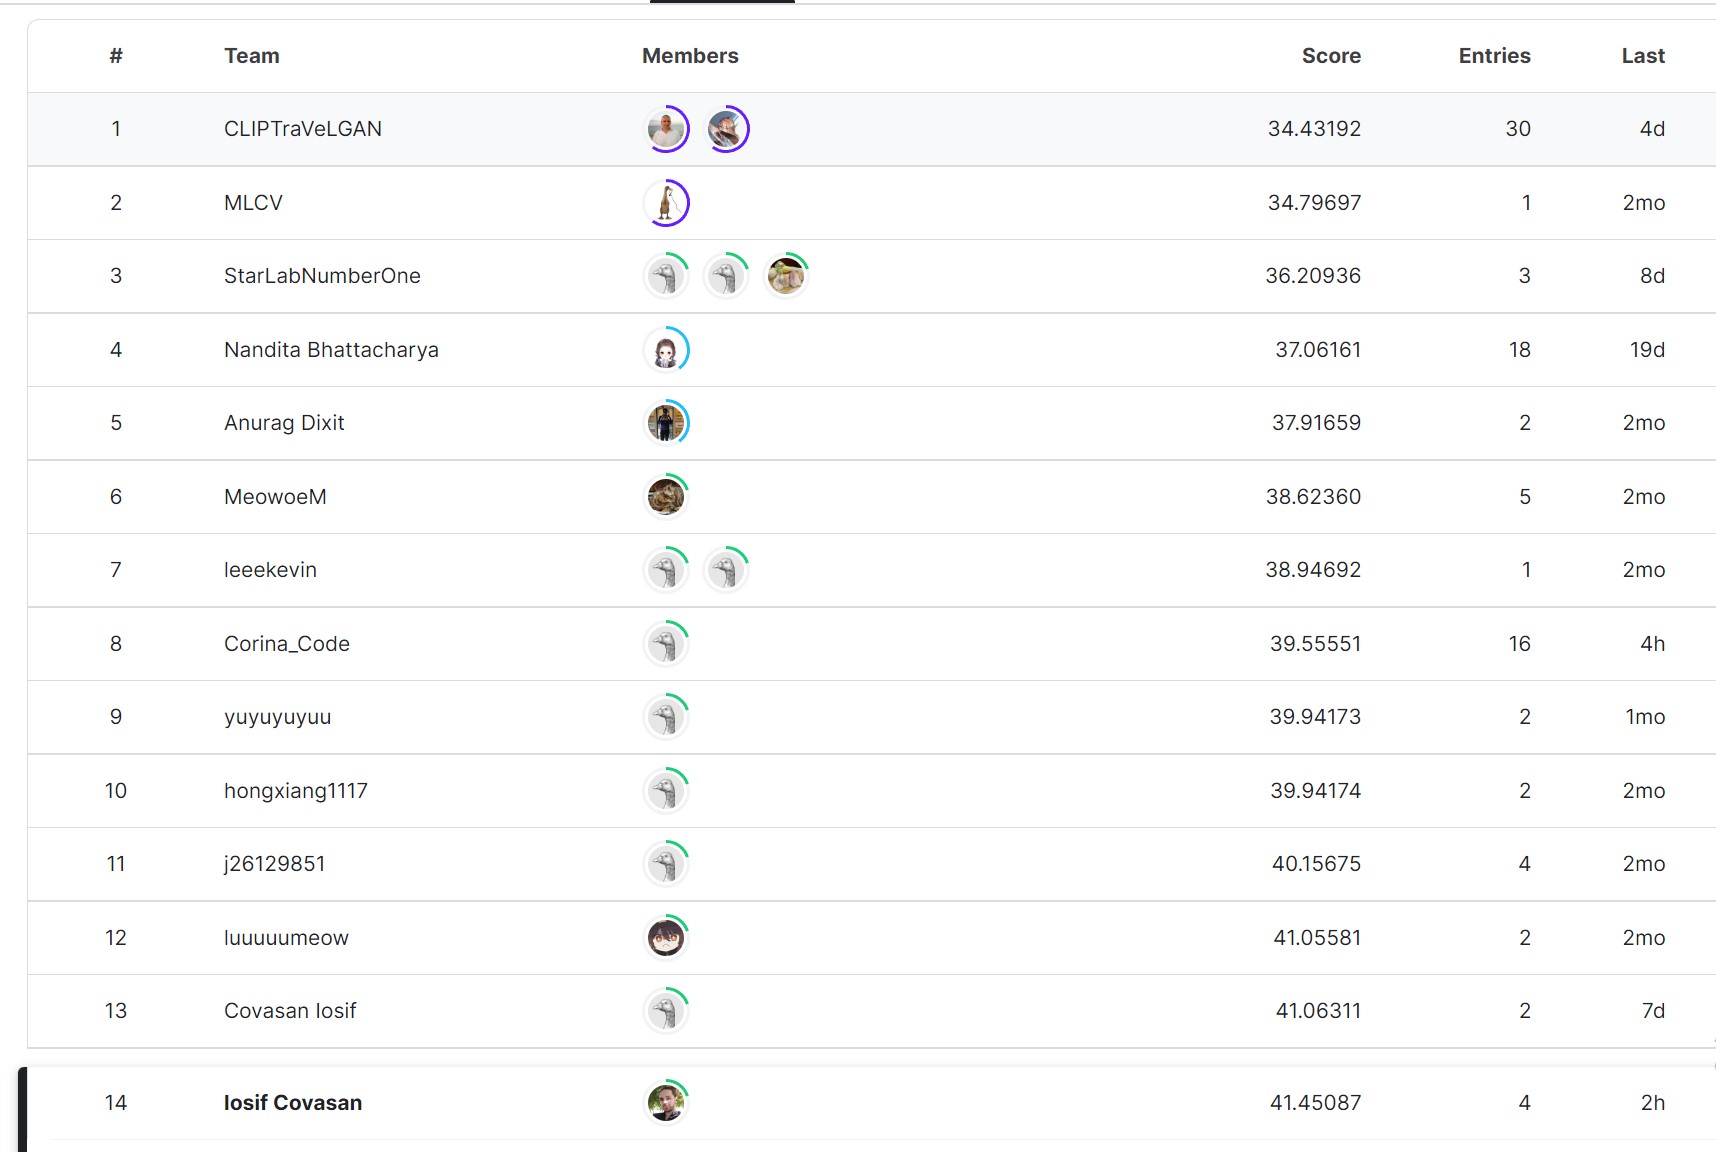 # Team Members Score Entries Last
1 CLIPTraVeLGAN 34.43192 30 4d
2 MLCV 34.79697 1 2mo
3 StarLabNumberOne 36.20936 3 8d
4 Nandita Bhattacharya 37.06161 18 19d
5 Anurag Dixit 37.91659 2 2mo
6 MeowoeM 38.62360 5 2mo
7 leeekevin 38.94692 1 2mo
8 Corina_Code 39.55551 16 4h
9 yuyuyuyuu 39.94173 2 1mo
10 hongxiang1117 39.94174 2 2mo
11 j26129851 40.15675 4 2mo
12 luuuuumeow 41.05581 2 2mo
13 Covasan Iosif 41.06311 2 7d
14 Iosif Covasan 41.45087 4 2h